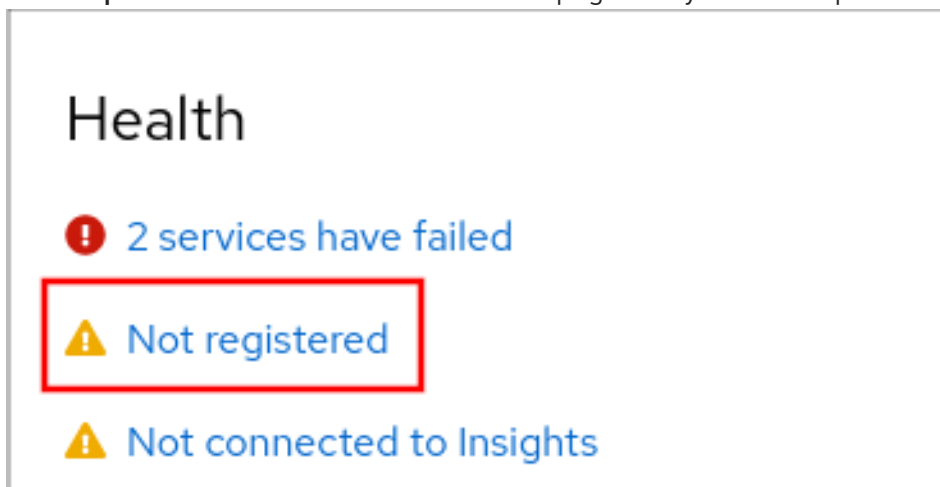 Health
2 services have failed
Not registered
Not connected to Insights